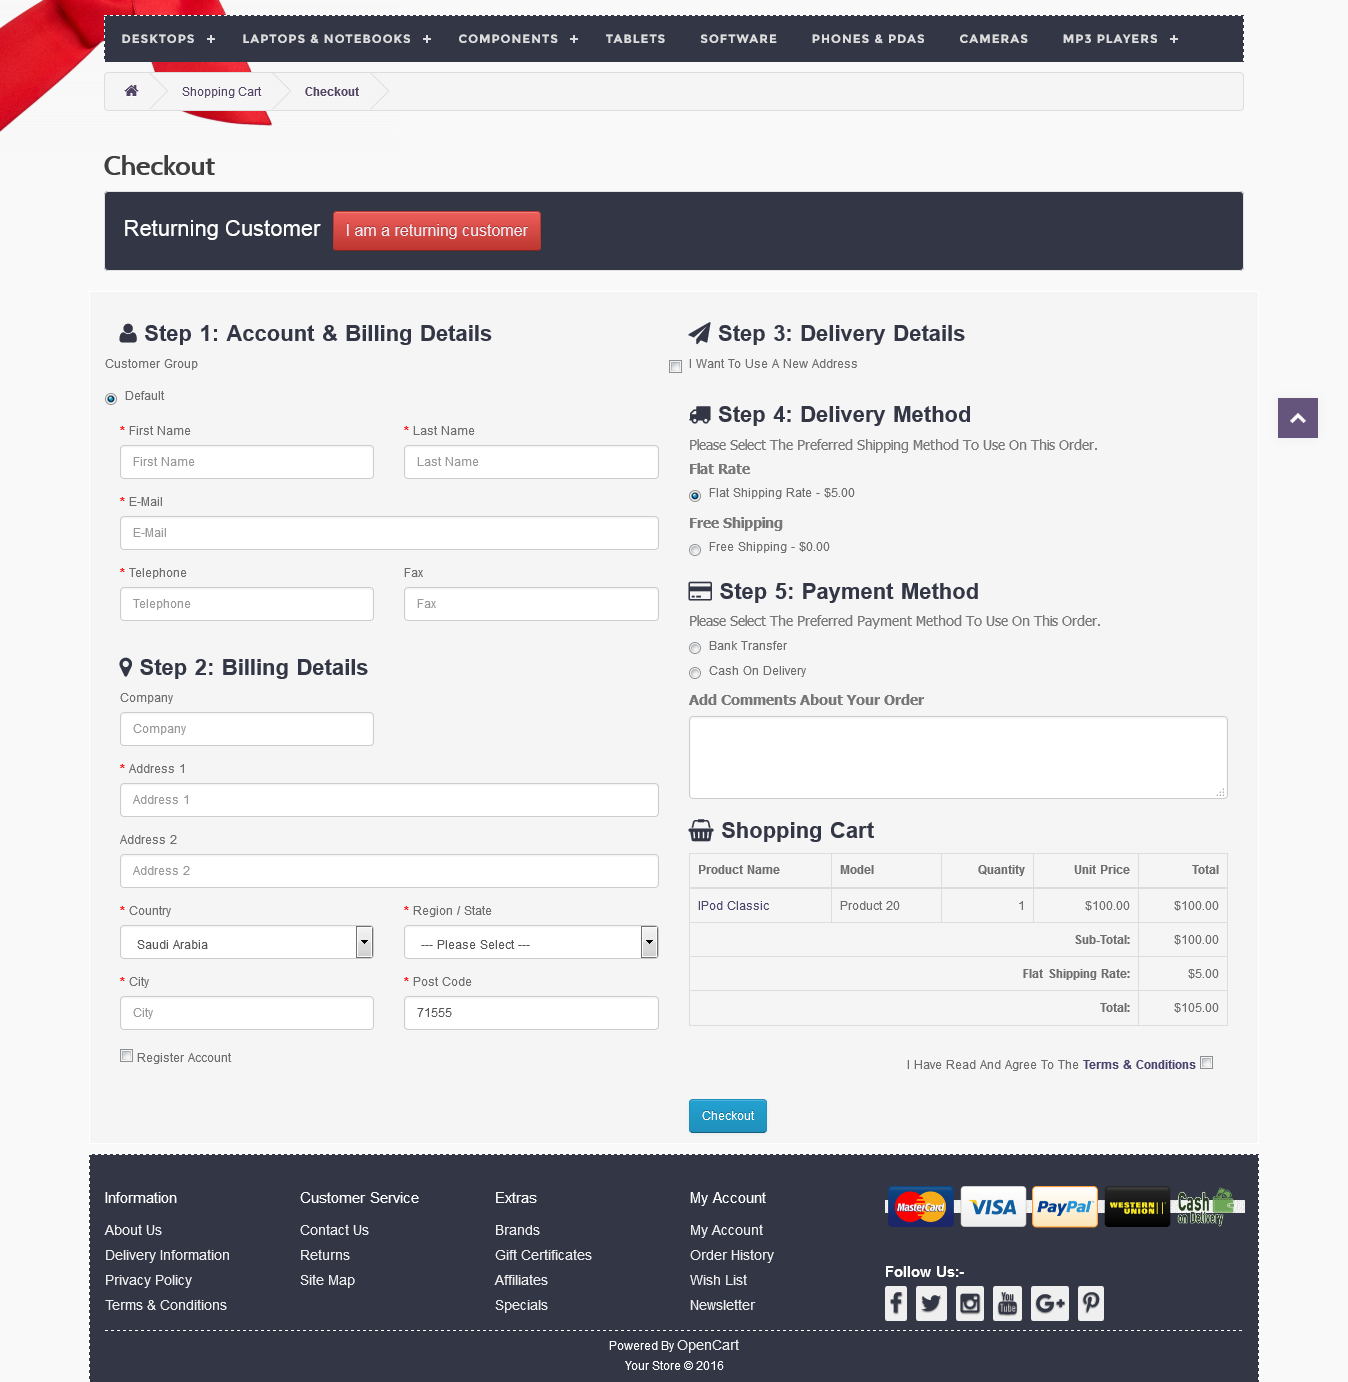 DESKTOPS + LAPTOPS & NOTEBOOKS + COMPONENTS + TABLETS SOFTWARE PHONES & PDAS CAMERAS MP3 PLAYERS +
Shopping Cart Checkout
Checkout
Returning Customer I am a returning customer
Step 1: Account & Billing Details
Customer Group
Default
* First Name * Last Name
First Name Last Name
* E-Mail
E-Mail
* Telephone Fax
Telephone Fax
Step 2: Billing Details
Company
Company
* Address 1
Address 1
Address 2
Address 2
* Country * Region / State
Saudi Arabia --- Please Select ---
* City * Post Code
City 71555
Register Account
Step 3: Delivery Details
I Want To Use A New Address
Step 4: Delivery Method
Please Select The Preferred Shipping Method To Use On This Order.
Flat Rate
Flat Shipping Rate - $5.00
Free Shipping
Free Shipping - $0.00
Step 5: Payment Method
Please Select The Preferred Payment Method To Use On This Order.
Bank Transfer
Cash On Delivery
Add Comments About Your Order
Shopping Cart
Product Name Model Quantity Unit Price Total
IPod Classic Product 20 1 $100.00 $100.00
Sub-Total: $100.00
Flat Shipping Rate: $5.00
Total: $105.00
I Have Read And Agree To The Terms & Conditions
Checkout
Information
About Us
Delivery Information
Privacy Policy
Terms & Conditions
Customer Service
Contact Us
Returns
Site Map
Extras
Brands
Gift Certificates
Affiliates
Specials
My Account
My Account
Order History
Wish List
Newsletter
MasterCard VISA PayPal WESTERN UNION Cash on Delivery
Follow Us:-
You Tube G+
Powered By OpenCart
Your Store © 2016